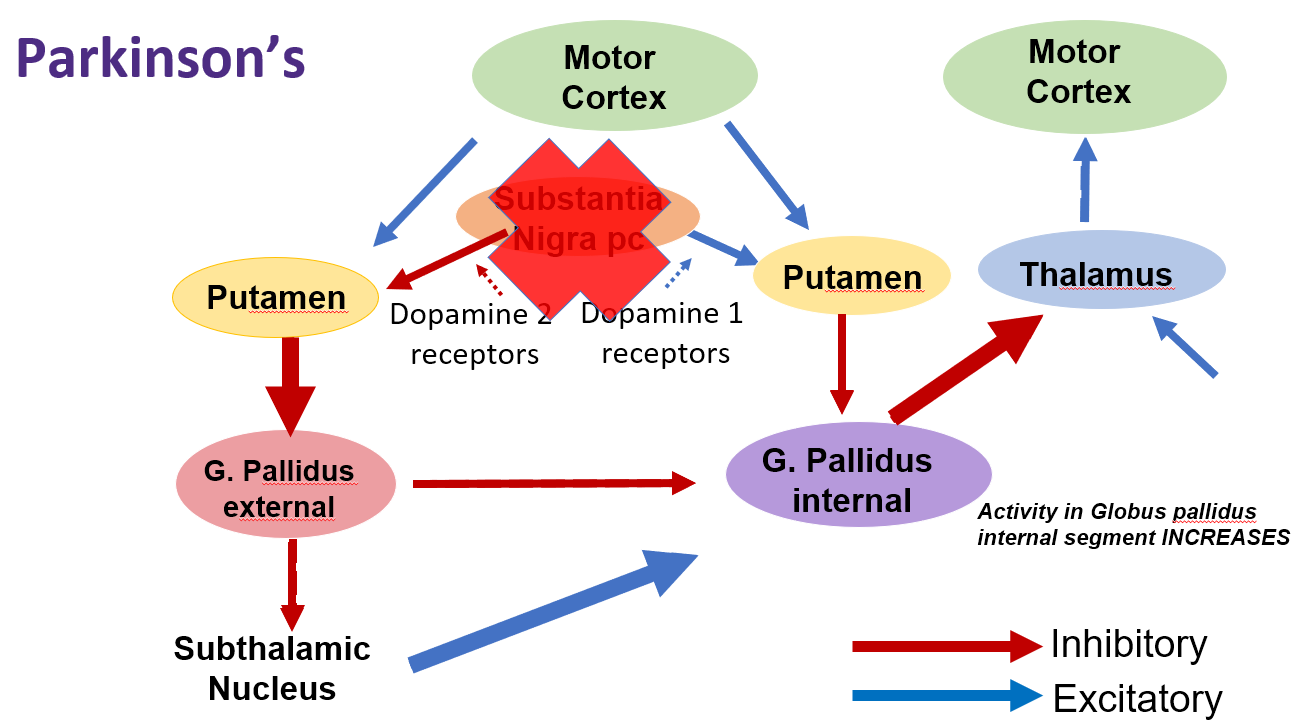 Parkinson’s
Motor
Cortex
Motor
Cortex
Substantia
Nigra pc
Putamen
Putamen
Thalamus
Dopamine 2
receptors
Dopamine 1
receptors
G. Pallidus
external
G. Pallidus
internal
Activity in Globus pallidus
internal segment INCREASES
Subthalamic
Nucleus
Inhibitory
Excitatory